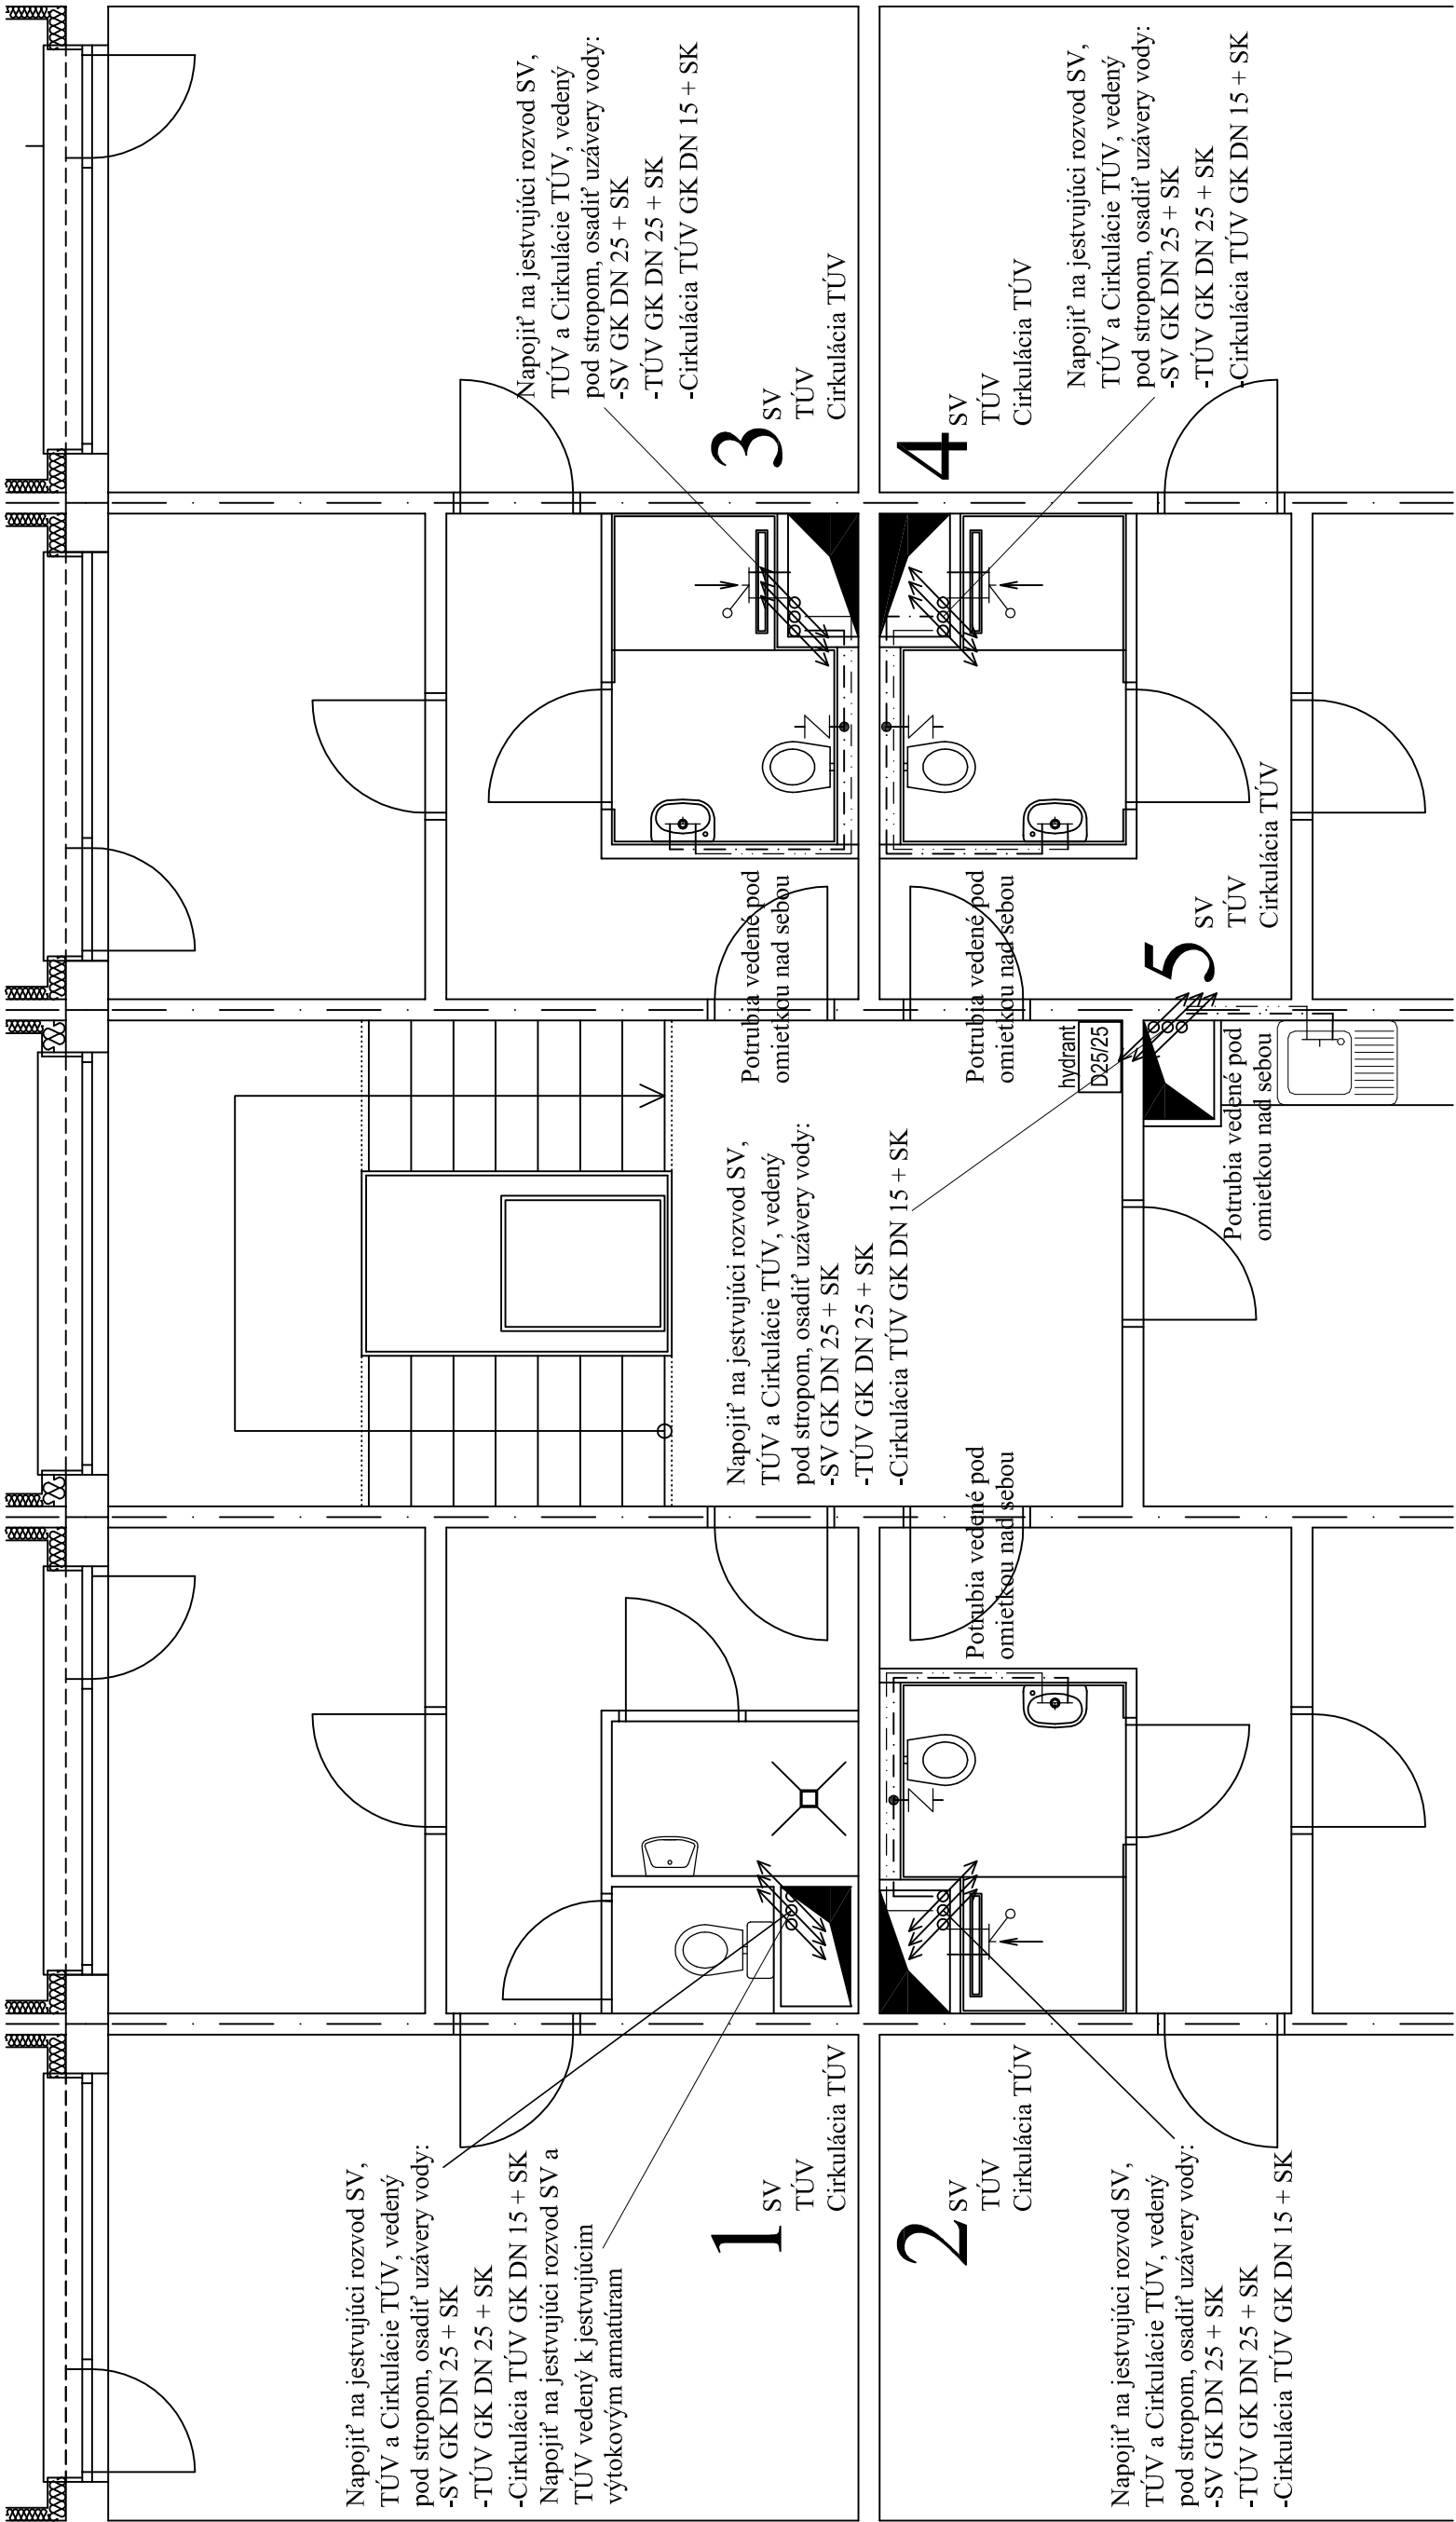 Napojiť na jestvujúci rozvod SV,
TÚV a Cirkulácie TÚV, vedený
pod stropom, osadiť uzávery vody:
-SV GK DN 25 + SK
-TÚV GK DN 25 + SK
-Cirkulácia TÚV GK DN 15 + SK
Napojiť na jestvujúci rozvod SV a
TÚV vedený k jestvujúcim
výtokovým armatúram
1
SV
TÚV
Cirkulácia TÚV
2
SV
TÚV
Cirkulácia TÚV
Napojiť na jestvujúci rozvod SV,
TÚV a Cirkulácie TÚV, vedený
pod stropom, osadiť uzávery vody:
-SV GK DN 25 + SK
-TÚV GK DN 25 + SK
-Cirkulácia TÚV GK DN 15 + SK
Potrubia vedené pod
omietkou nad sebou
Napojiť na jestvujúci rozvod SV,
TÚV a Cirkulácie TÚV, vedený
pod stropom, osadiť uzávery vody:
-SV GK DN 25 + SK
-TÚV GK DN 25 + SK
-Cirkulácia TÚV GK DN 15 + SK
Potrubia vedené pod
omietkou nad sebou
Potrubia vedené pod
omietkou nad sebou
hydrant
D25/25
Potrubia vedené pod
omietkou nad sebou
5
SV
TÚV
Cirkulácia TÚV
Napojiť na jestvujúci rozvod SV,
TÚV a Cirkulácie TÚV, vedený
pod stropom, osadiť uzávery vody:
-SV GK DN 25 + SK
-TÚV GK DN 25 + SK
-Cirkulácia TÚV GK DN 15 + SK
3
SV
TÚV
Cirkulácia TÚV
4
SV
TÚV
Cirkulácia TÚV
Napojiť na jestvujúci rozvod SV,
TÚV a Cirkulácie TÚV, vedený
pod stropom, osadiť uzávery vody:
-SV GK DN 25 + SK
-TÚV GK DN 25 + SK
-Cirkulácia TÚV GK DN 15 + SK